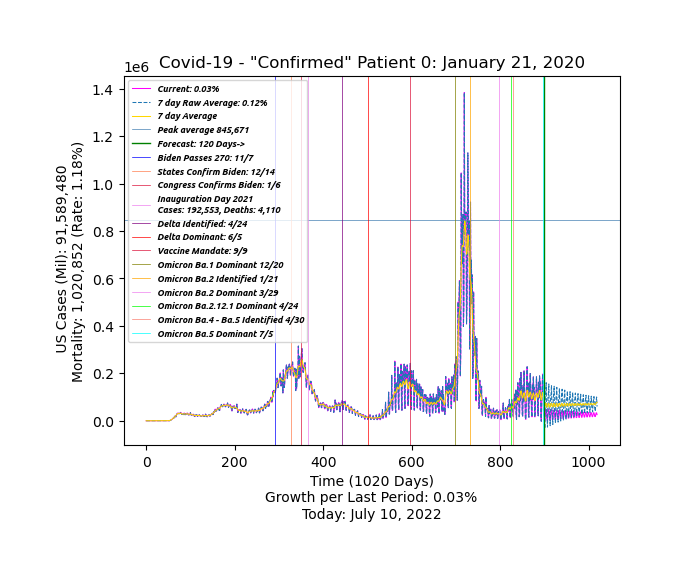 Covid-19 - "Confirmed" Patient 0: January 21, 2020
1e6
1.4
1.2
1.0
0.8
0.6
0.4
0.2
0.0
US Cases (Mil): 91,589,480
Mortality: 1,020,852 (Rate: 1.18%)
Current: 0.03%
7 day Raw Average: 0.12%
7 day Average
Peak average 845,671
Forecast: 120 Days->
Biden Passes 270: 11/7
States Confirm Biden: 12/14
Congress Confirms Biden: 1/6
Inauguration Day 2021
Cases: 192,553, Deaths: 4,110
Delta Identified: 4/24
Delta Dominant: 6/5
Vaccine Mandate: 9/9
Omicron Ba.1 Dominant 12/20
Omicron Ba.2 Identified 1/21
Omicron Ba.2 Dominant 3/29
Omicron Ba.2.12.1 Dominant 4/24
Omicron Ba.4 - Ba.5 Identified 4/30
Omicron Ba.5 Dominant 7/5
0 200 400 600 800 1000
Time (1020 Days)
Growth per Last Period: 0.03%
Today: July 10, 2022